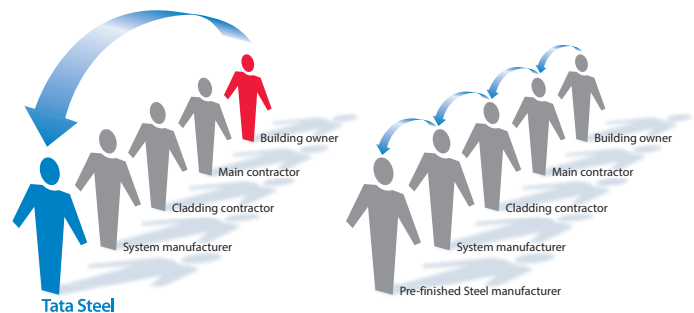 Building owner
Main contractor
Cladding contractor
System manufacturer
Tata Steel
Building owner
Main contractor
Cladding contractor
System manufacturer
Pre-finished Steel manufacturer